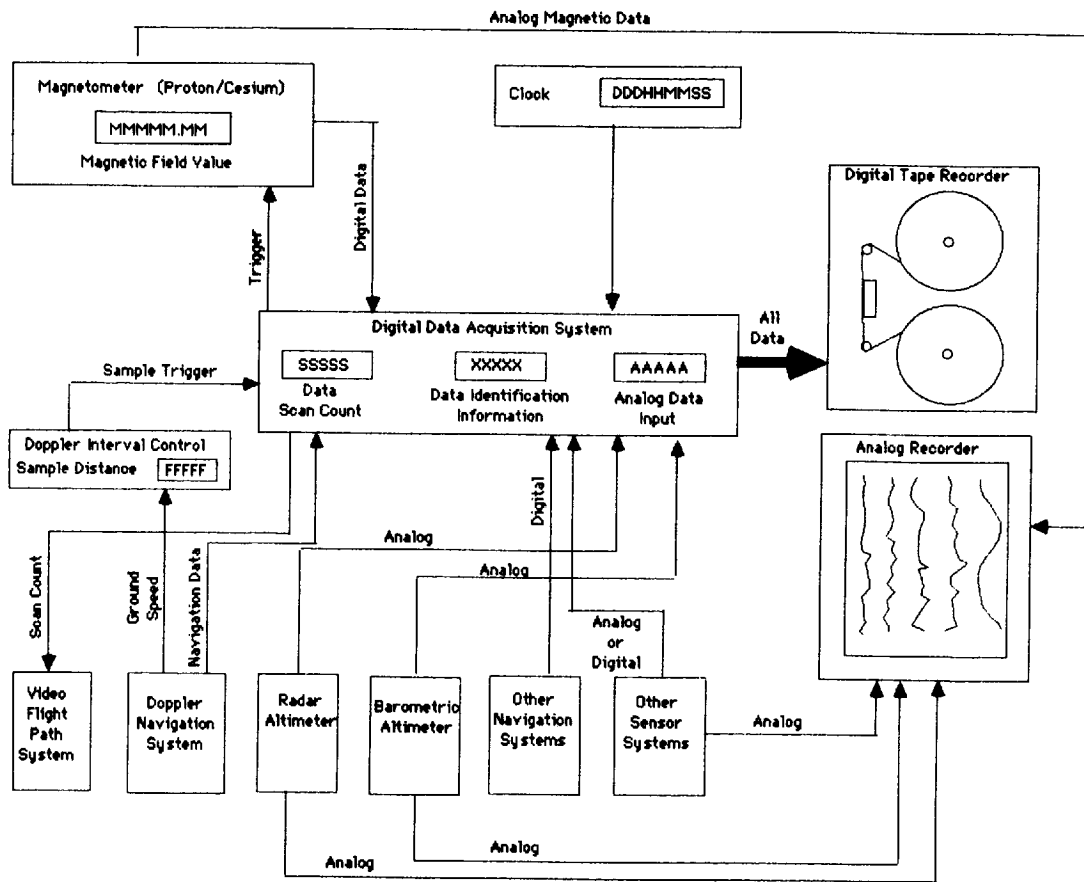 Analog Magnetic Data
Magnetometer (Proton/Cesium)
MMMMM.MM
Magnetic Field Value
Clock
DDDHHMMSS
Digital Tape Recorder
Trigger
Digital Data
Digital Data Acquisition System
SSSSS
Data
Scan Count
XXXXX
Data Identification
Information
AAAAA
Analog Data
Input
All
Data
Sample Trigger
Doppler Interval Control
Sample Distance
FFFFF
Analog Recorder
Scan Count
Ground
Speed
Navigation Data
Analog
Analog
Digital
Analog
or
Digital
Video
Flight
Path
System
Doppler
Navigation
System
Radar
Altimeter
Barometric
Altimeter
Other
Navigation
Systems
Other
Sensor
Systems
Analog
Analog
Analog